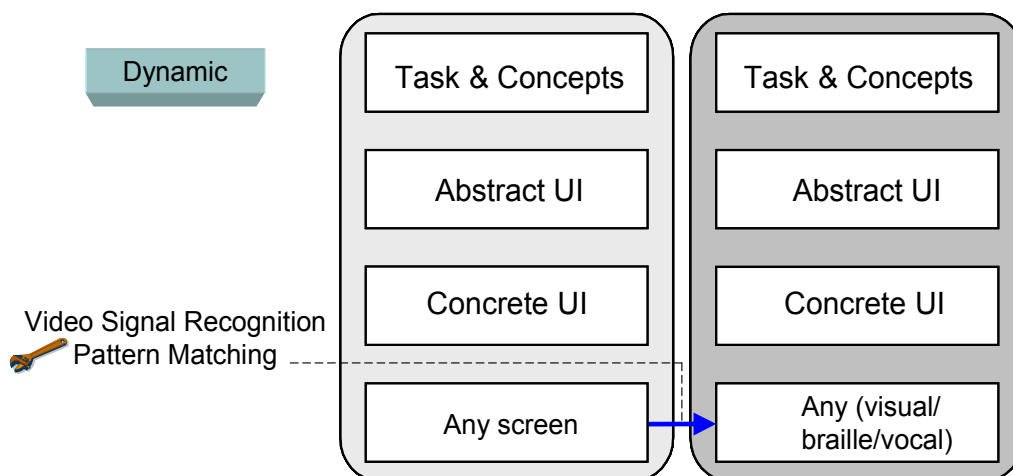 Dynamic
Task & Concepts
Task & Concepts
Abstract UI
Abstract UI
Concrete UI
Concrete UI
Video Signal Recognition
Pattern Matching
Any screen
Any (visual/
braille/vocal)